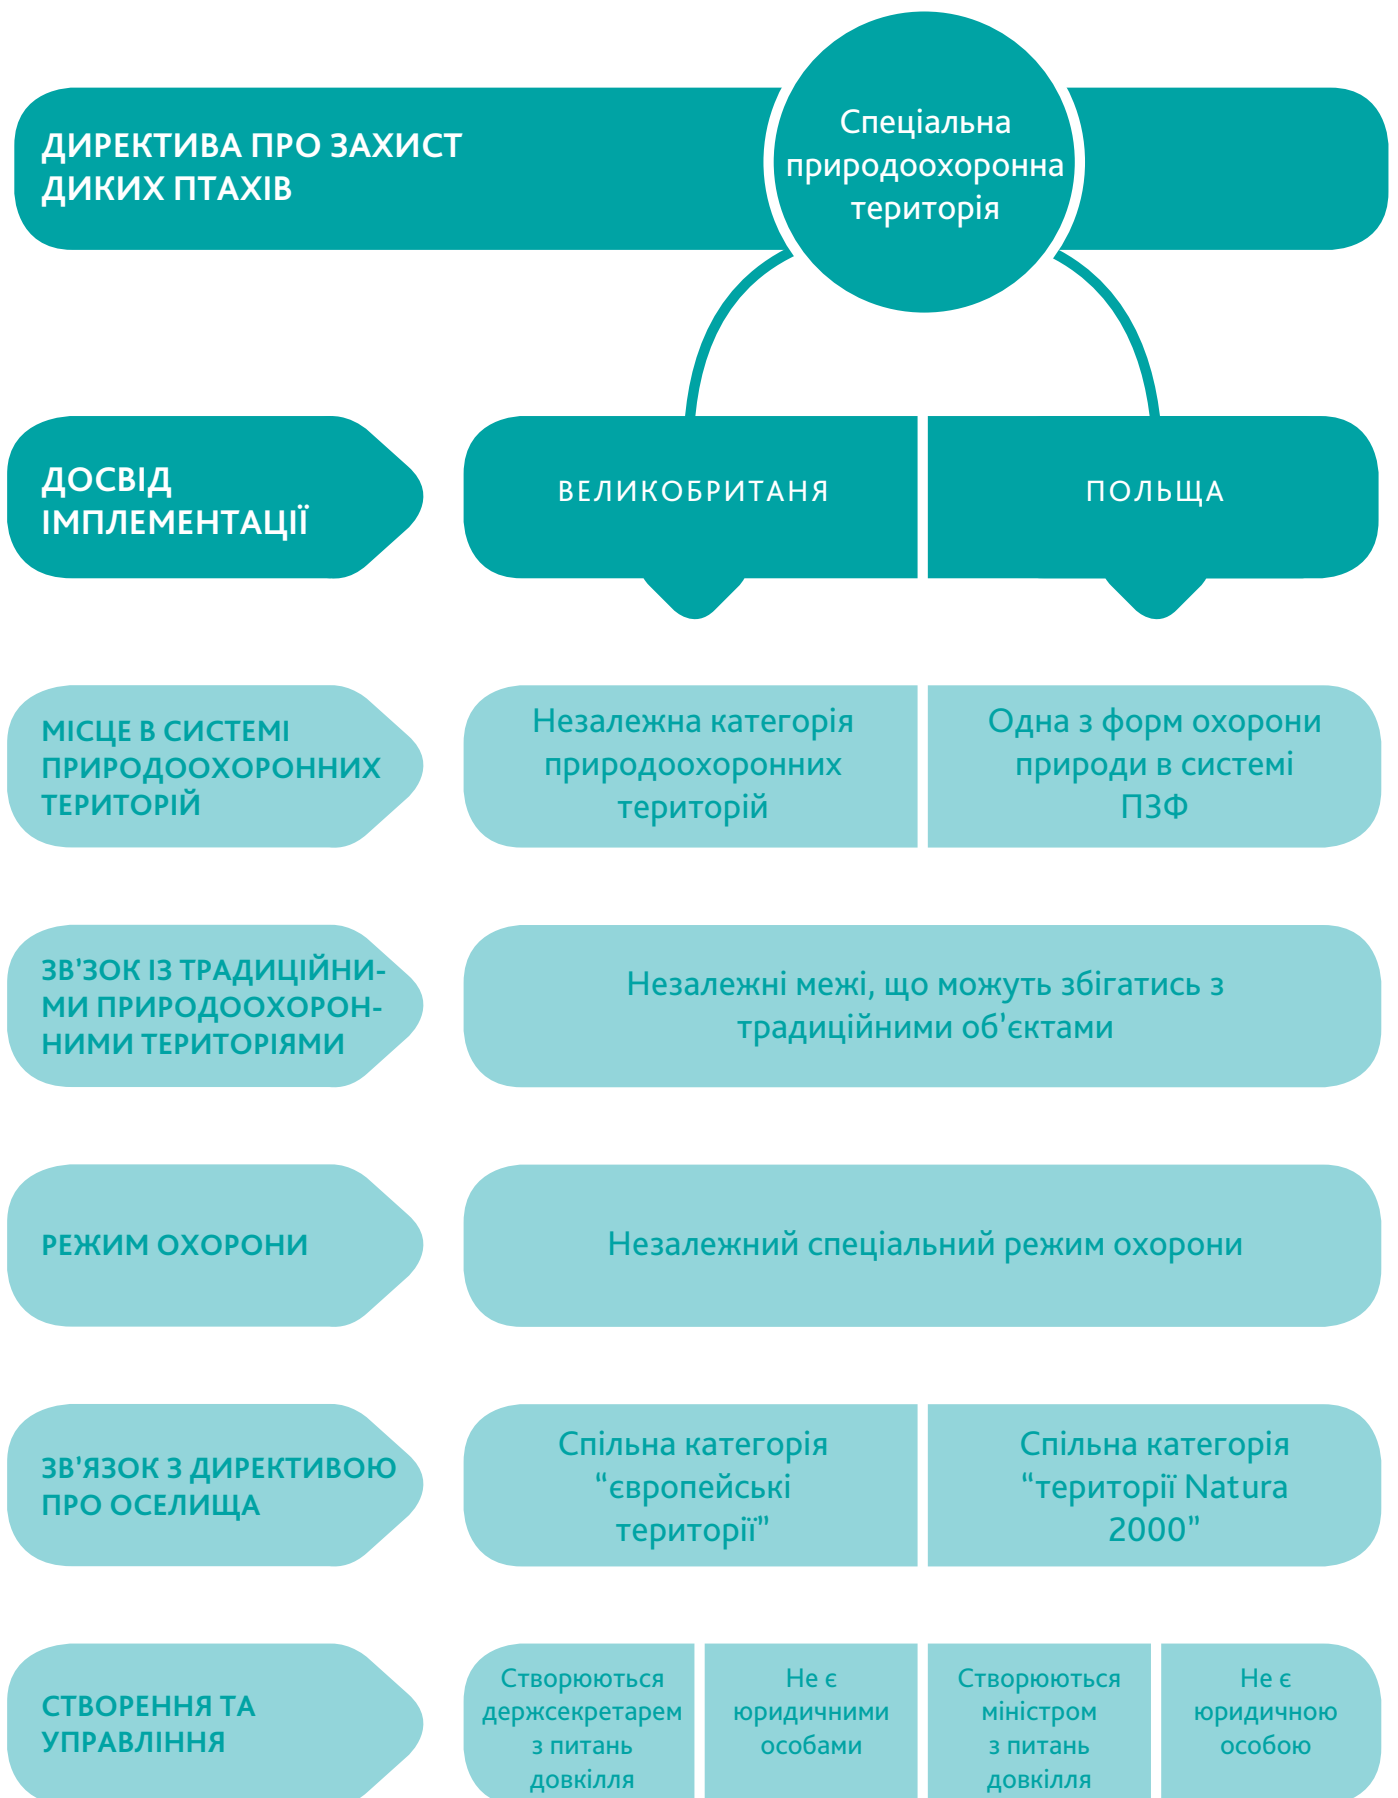 ДИРЕКТИВА ПРО ЗАХИСТ
ДИКИХ ПТАХІВ
Спеціальна
природоохоронна
територія
ДОСВІД
ІМПЛЕМЕНТАЦІЇ
ВЕЛИКОБРИТАНЯ
ПОЛЬЩА
МІСЦЕ В СИСТЕМІ
ПРИРОДООХОРОННИХ
ТЕРИТОРІЙ
Незалежна категорія
природоохоронних
територій
Одна з форм охорони
природи в системі
ПЗФ
ЗВ’ЗОК ІЗ ТРАДИЦІЙНИ-
МИ ПРИРОДООХОРОН-
НИМИ ТЕРИТОРІЯМИ
Незалежні межі, що можуть збігатись з
традиційними об’єктами
РЕЖИМ ОХОРОНИ
Незалежний спеціальний режим охорони
ЗВ’ЯЗОК З ДИРЕКТИВОЮ
ПРО ОСЕЛИЩА
Спільна категорія
“європейські
території”
Спільна категорія
“території Natura
2000”
СТВОРЕННЯ ТА
УПРАВЛІННЯ
Створюються
держсекретарем
з питань
довкілля
Не є
юридичними
особами
Створюються
міністром
з питань
довкілля
Не є
юридичною
особою